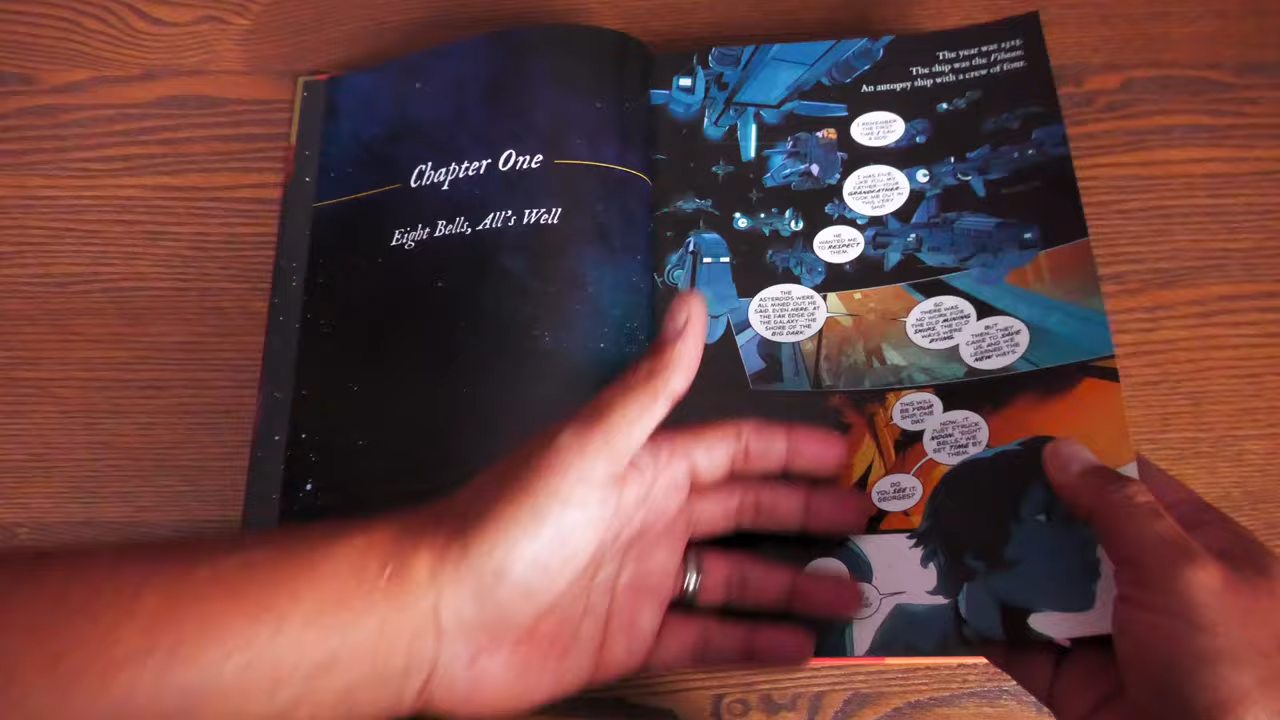 Chapter One
Eight Bells, All's Well
The year was 2515.
The ship was the Vihaan.
An autopsy ship with a crew of four.
I REMEMBER
THE FIRST
TIME I SAW
A GOD.
I WAS FIVE,
LIKE YOU. MY
FATHER--YOUR
GRANDFATHER--
TOOK ME OUT IN
THIS VERY
SHIP.
HE
WANTED ME
TO RESPECT
THEM.
THE
ASTEROIDS WERE
ALL MINED OUT, HE
SAID. EVEN HERE, AT
THE FAR EDGE OF
THE GALAXY--THE
SHORE OF THE
BIG DARK.
SO
THERE WAS
NO WORK FOR
THE OLD MINING
SHIPS. THE OLD
WAYS WERE
DYING.
BUT
THEN...THEY
CAME TO SAVE
US. AND WE
LEARNED THE
NEW WAYS.
THIS WILL
BE YOUR
SHIP, ONE
DAY.
NOW...IT
JUST STRUCK
NOON. "EIGHT
BELLS." WE
SET TIME BY
THEM.
DO
YOU SEE IT,
GEORGES?